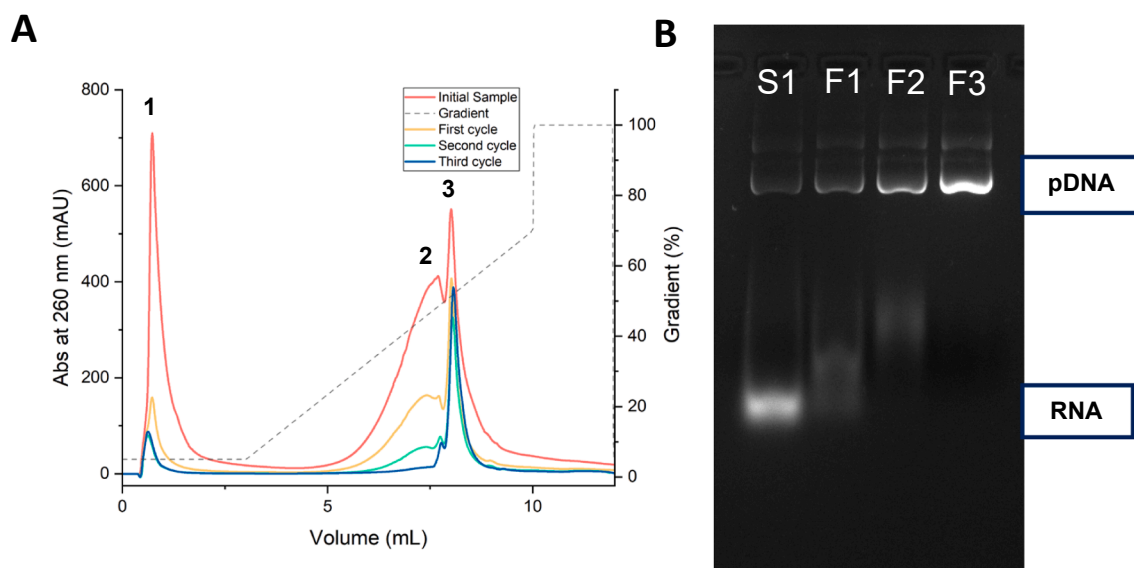 A
800
600
400
200
0
Abs at 260 nm (mAU)
1
2
3
Initial Sample
Gradient
First cycle
Second cycle
Third cycle
100
80
60
40
20
0
Gradient (%)
0
5
10
Volume (mL)
B
S1 F1 F2 F3
pDNA
RNA